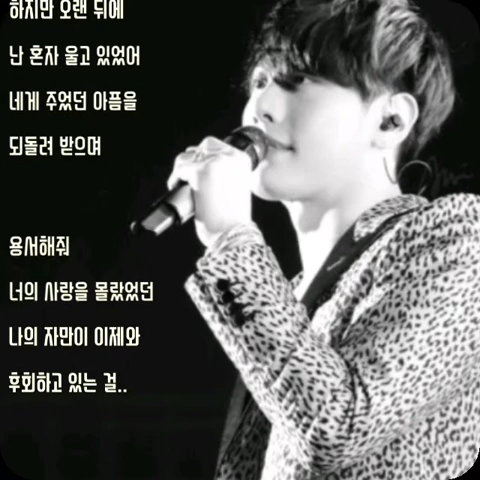 하지만 오랜 뒤에
난 혼자 울고 있었어
네게 주었던 아픔을
되돌려 받으며
용서해줘
너의 사랑을 몰랐었던
나의 자만이 이제와
후회하고 있는 걸..